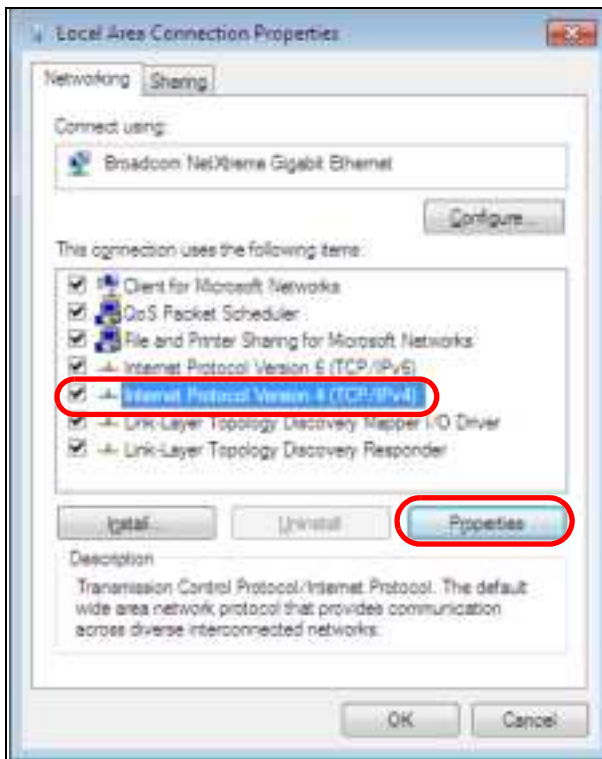 Local Area Connection Properties
Networking
Sharing
Connect using:
Broadcom NetXtreme Gigabit Ethernet
Configure...
This connection uses the following items:
Client for Microsoft Networks
QoS Packet Scheduler
File and Printer Sharing for Microsoft Networks
Internet Protocol Version 6 (TCP/IPv6)
Internet Protocol Version 4 (TCP/IPv4)
Link-Layer Topology Discovery Mapper I/O Driver
Link-Layer Topology Discovery Responder
Install...
Uninstall
Properties
Description
Transmission Control Protocol/Internet Protocol. The default
wide area network protocol that provides communication
across diverse interconnected networks.
OK
Cancel